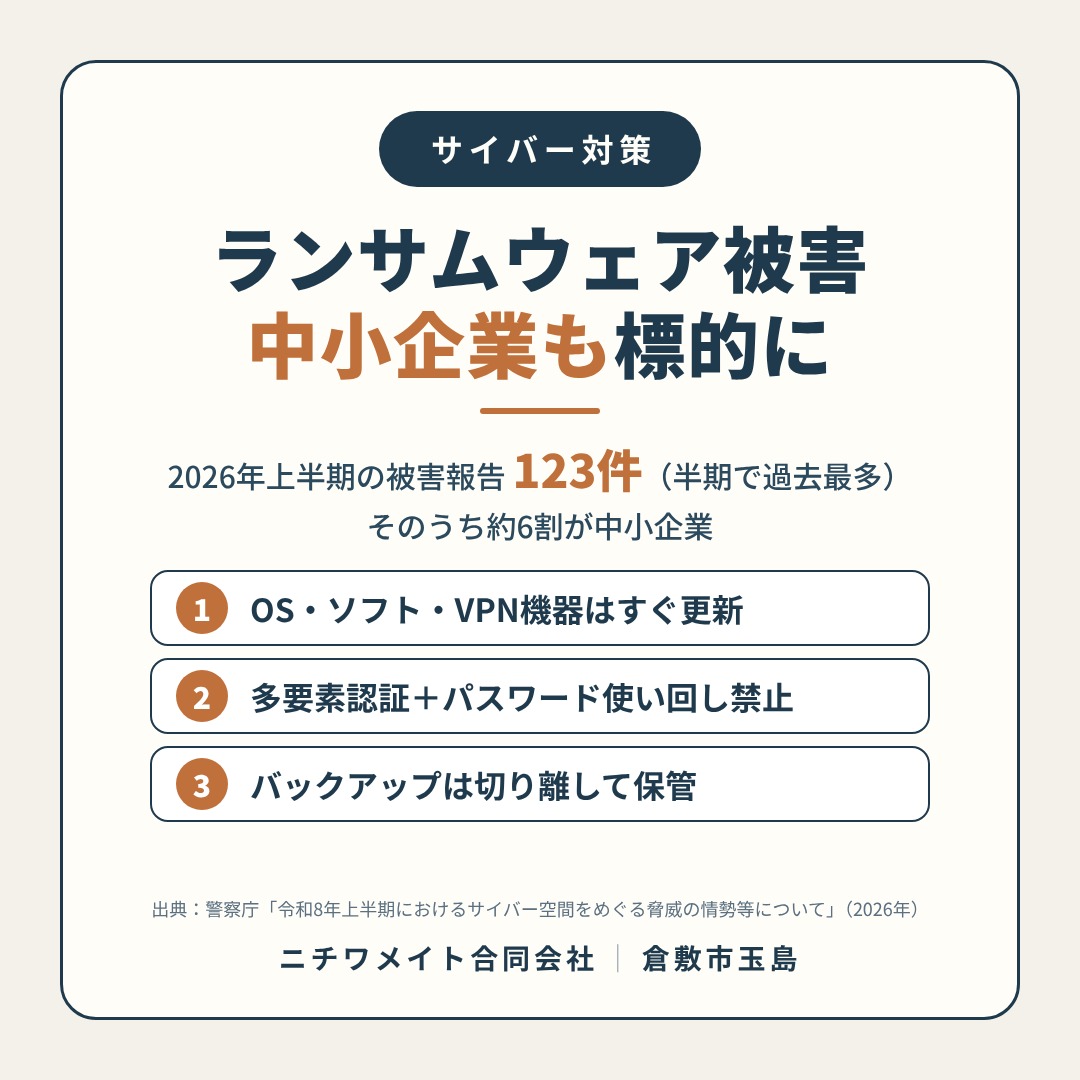 サイバー対策
ランサムウェア被害
中小企業も標的に
2026年上半期の被害報告 123件（半期で過去最多）
そのうち約6割が中小企業
1 OS・ソフト・VPN機器はすぐ更新
2 多要素認証＋パスワード使い回し禁止
3 バックアップは切り離して保管
出典：警察庁「令和8年上半期におけるサイバー空間をめぐる脅威の情勢等について」（2026年）
ニチワメイト合同会社｜倉敷市玉島